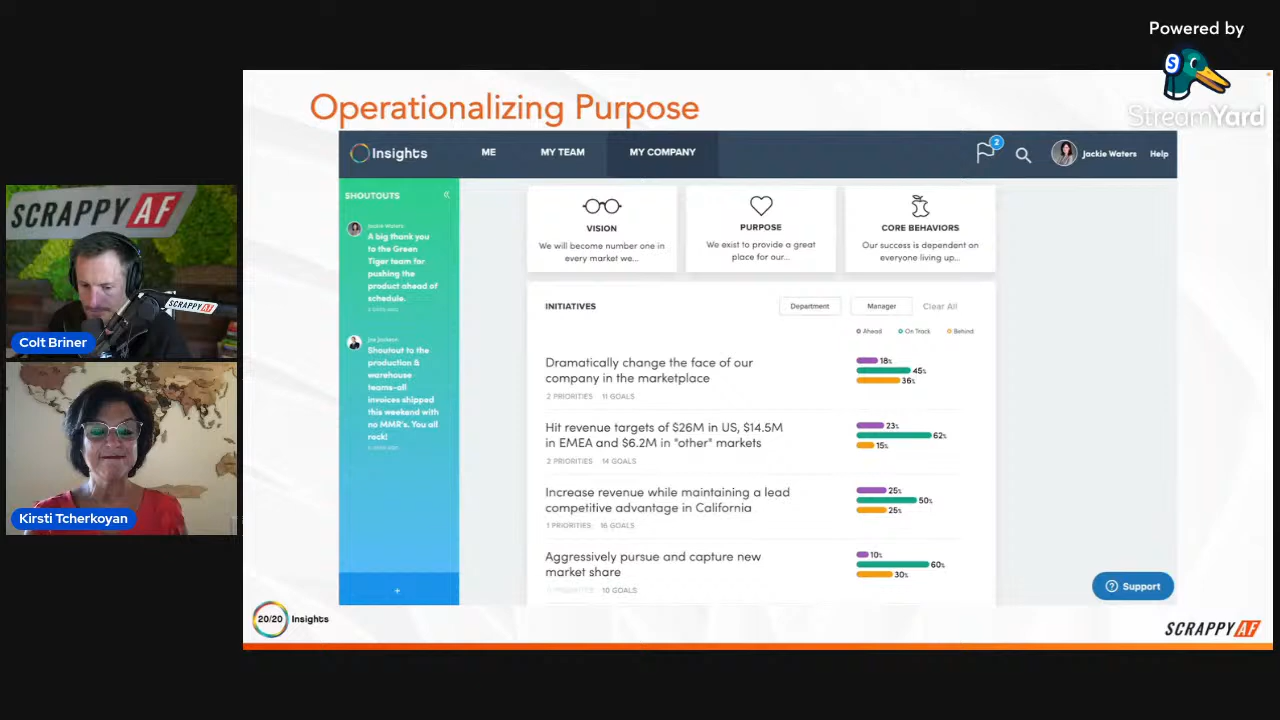 Powered by
S
StreamYard
Operationalizing Purpose
Insights
ME
MY TEAM
MY COMPANY
2
Jackie Waters
Help
SHOUTOUTS
«
Jackie Waters
A big thank you
to the Green
Tiger team for
pushing the
product ahead of
schedule.
Joe Jackson
Shoutout to the
production &
warehouse
teams-all
invoices shipped
this weekend with
no MMR's. You all
rock!
+
VISION
We will become number one in
every market we...
PURPOSE
We exist to provide a great
place for our...
CORE BEHAVIORS
Our success is dependent on
everyone living up...
INITIATIVES
Department
Manager
Clear All
Ahead
On Track
Behind
Dramatically change the face of our
company in the marketplace
2 PRIORITIES 11 GOALS
18%
45%
36%
Hit revenue targets of $26M in US, $14.5M
in EMEA and $6.2M in "other" markets
2 PRIORITIES 14 GOALS
23%
62%
15%
Increase revenue while maintaining a lead
competitive advantage in California
1 PRIORITIES 16 GOALS
25%
50%
25%
Aggressively pursue and capture new
market share
10 GOALS
10%
60%
30%
Support
20/20 Insights
SCRAPPY AF
SCRAPPY AF
SCRAPPY AF
Colt Briner
Kirsti Tcherkoyan